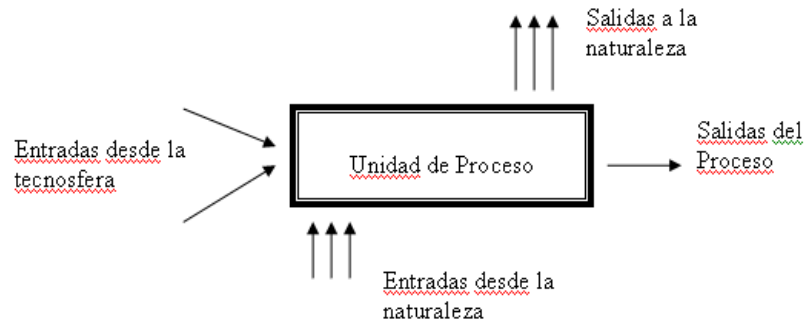 Salidas a la
naturaleza
Entradas desde la
tecnosfera
Unidad de Proceso
Salidas del
Proceso
Entradas desde la
naturaleza